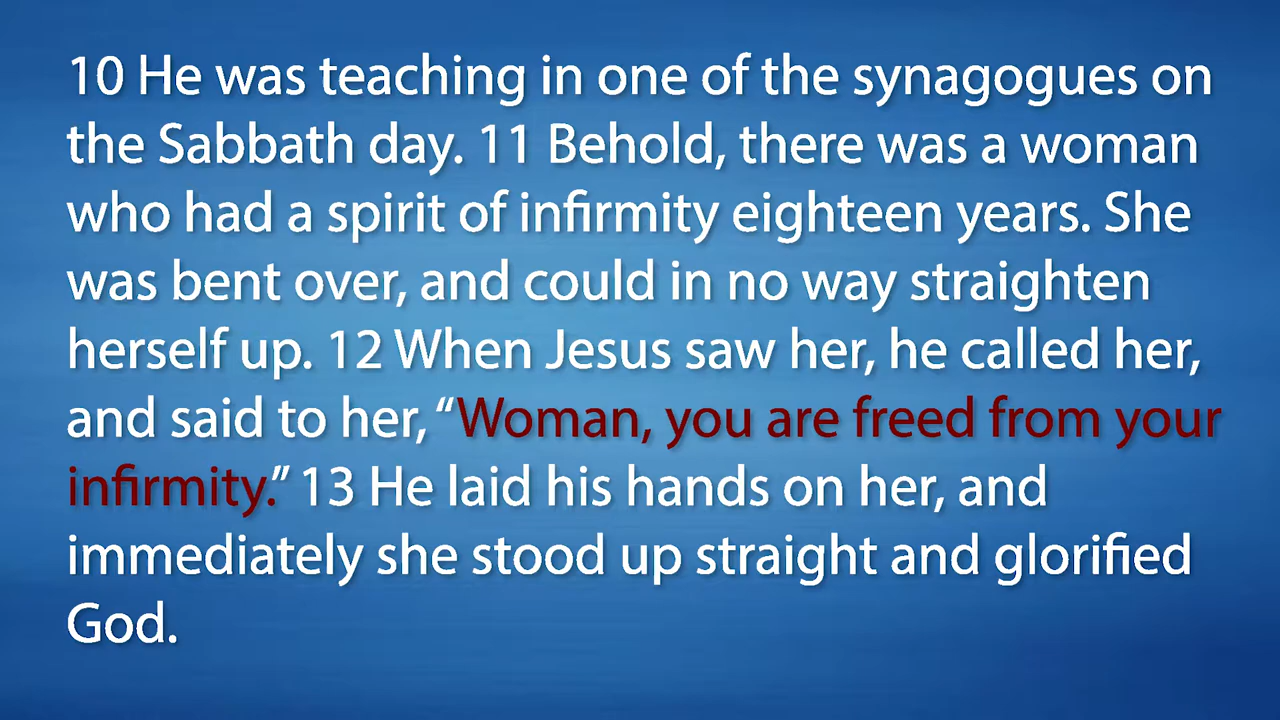 10 He was teaching in one of the synagogues on
the Sabbath day. 11 Behold, there was a woman
who had a spirit of infirmity eighteen years. She
was bent over, and could in no way straighten
herself up. 12 When Jesus saw her, he called her,
and said to her, “Woman, you are freed from your
infirmity.” 13 He laid his hands on her, and
immediately she stood up straight and glorified
God.